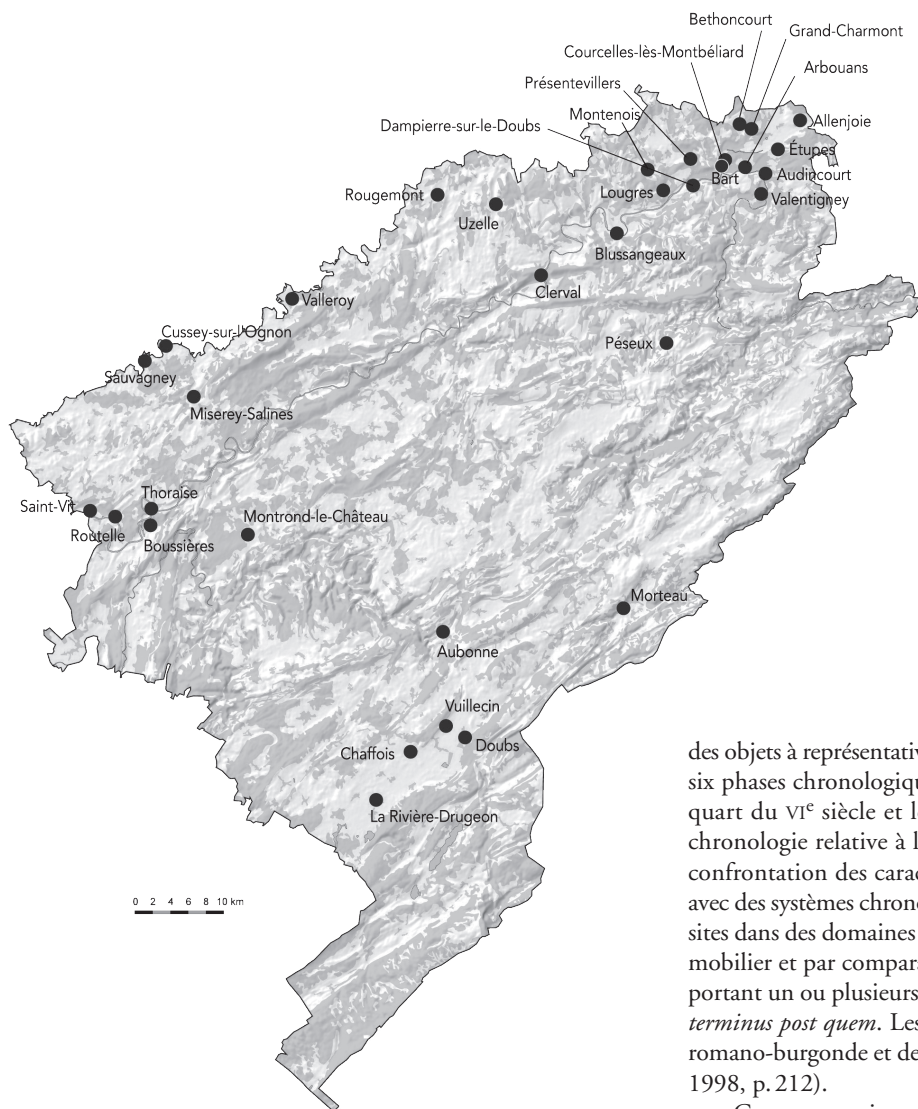 Bethoncourt
Grand-Charmont
Courcelles-lès-Montbéliard
Arbouans
Présentevillers
Montenois
Dampierre-sur-le-Doubs
Allenjoie
Étupes
Bart
Audincourt
Rougemont
Lougres
Valentigney
Uzelle
Blussangeaux
Clerval
Valleroy
Cussey-sur-l'Ognon
Péseux
Sauvagney
Miserey-Salines
Thoraise
Saint-Vit
Montrond-le-Château
Routelle
Boussières
Morteau
Aubonne
Vuillecin
Doubs
Chaffois
La Rivière-Drugeon
0 2 4 6 8 10 km
des objets à représentativ
six phases chronologiqu
quart du VIe siècle et l
chronologie relative à l
confrontation des carac
avec des systèmes chrono
sites dans des domaines
mobilier et par compara
portant un ou plusieurs
terminus post quem. Les
romano-burgonde et de
1998, p. 212).